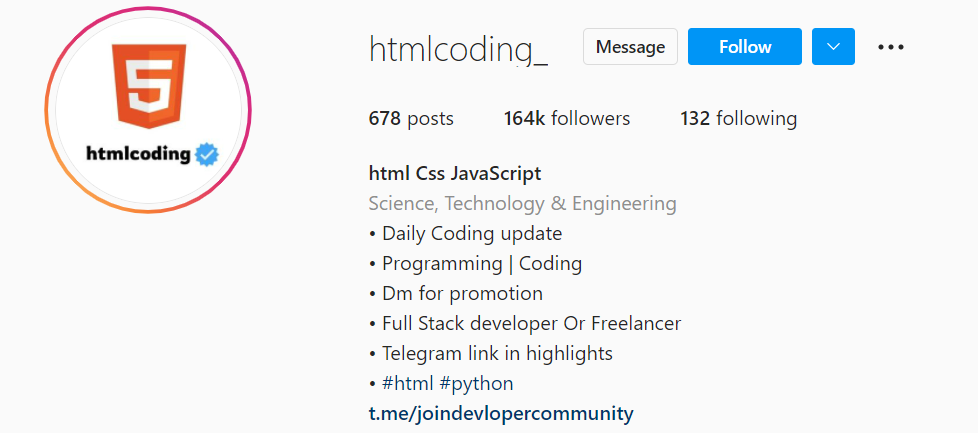 htmlcoding
htmlcoding_ Message Follow
678 posts 164k followers 132 following
html Css JavaScript
Science, Technology & Engineering
• Daily Coding update
• Programming | Coding
• Dm for promotion
• Full Stack developer Or Freelancer
• Telegram link in highlights
• #html #python
t.me/joindevlopercommunity